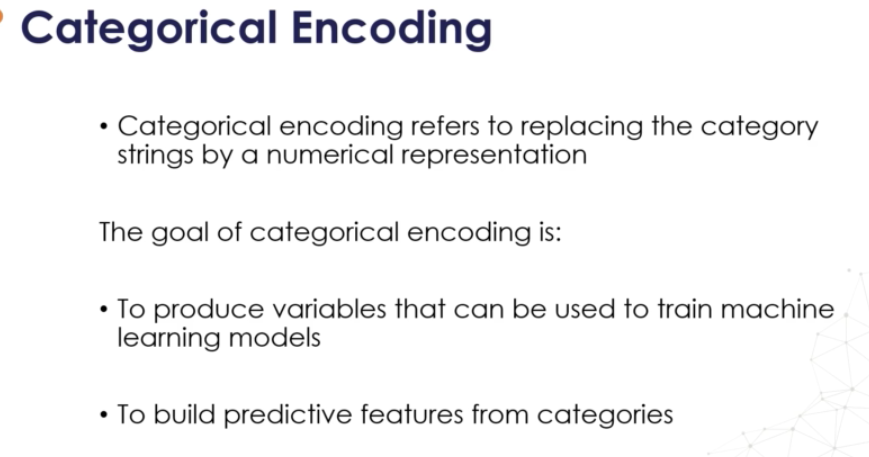 Categorical Encoding
• Categorical encoding refers to replacing the category
strings by a numerical representation
The goal of categorical encoding is:
• To produce variables that can be used to train machine
learning models
• To build predictive features from categories